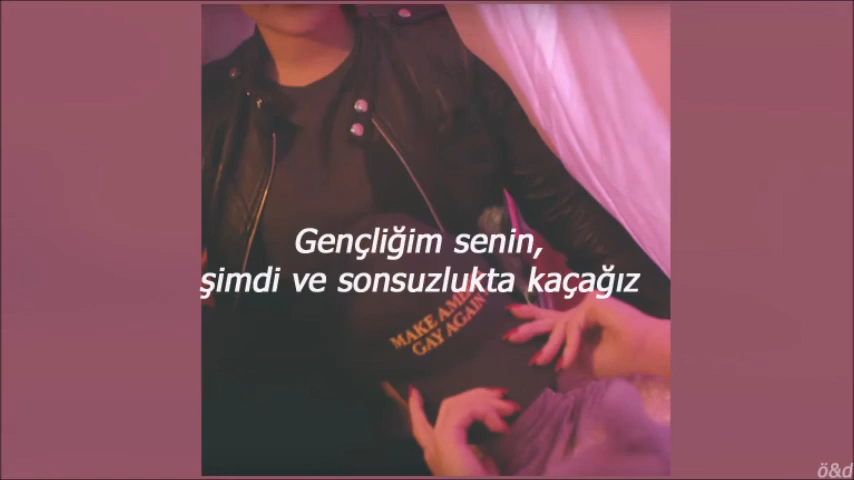 Gençliğim senin,
şimdi ve sonsuzlukta kaçağız
MAKE AME
GAY AGAIN
ö&d